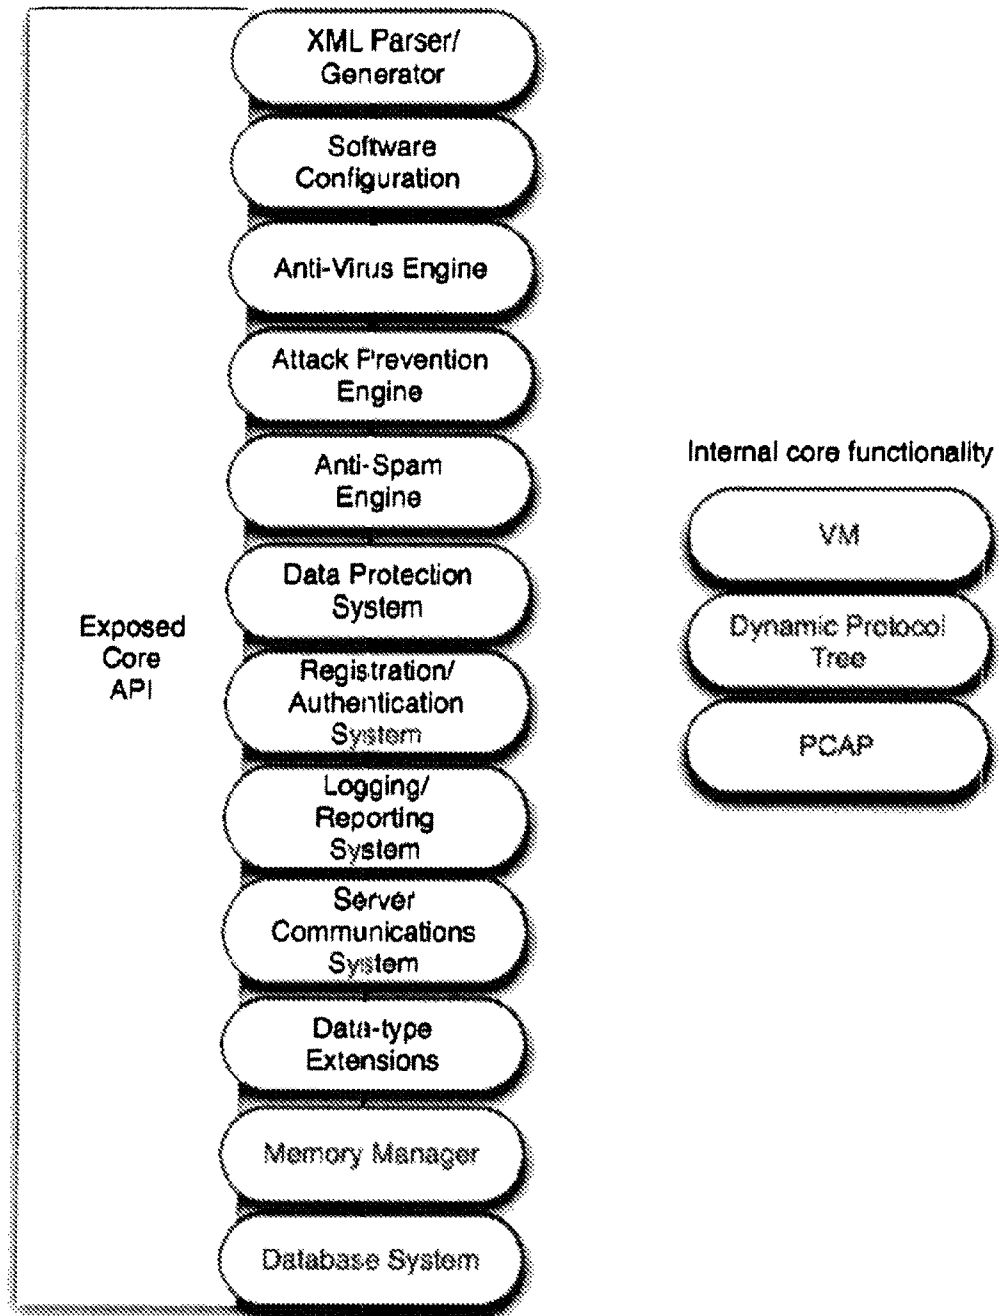 XML Parser/
Generator
Software
Configuration
Anti-Virus Engine
Attack Prevention
Engine
Anti-Spam
Engine
Data Protection
System
Exposed
Core
API
Registration/
Authentication
System
Logging/
Reporting
System
Server
Communications
System
Data-type
Extensions
Memory Manager
Database System
Internal core functionality
VM
Dynamic Protocol
Tree
PCAP